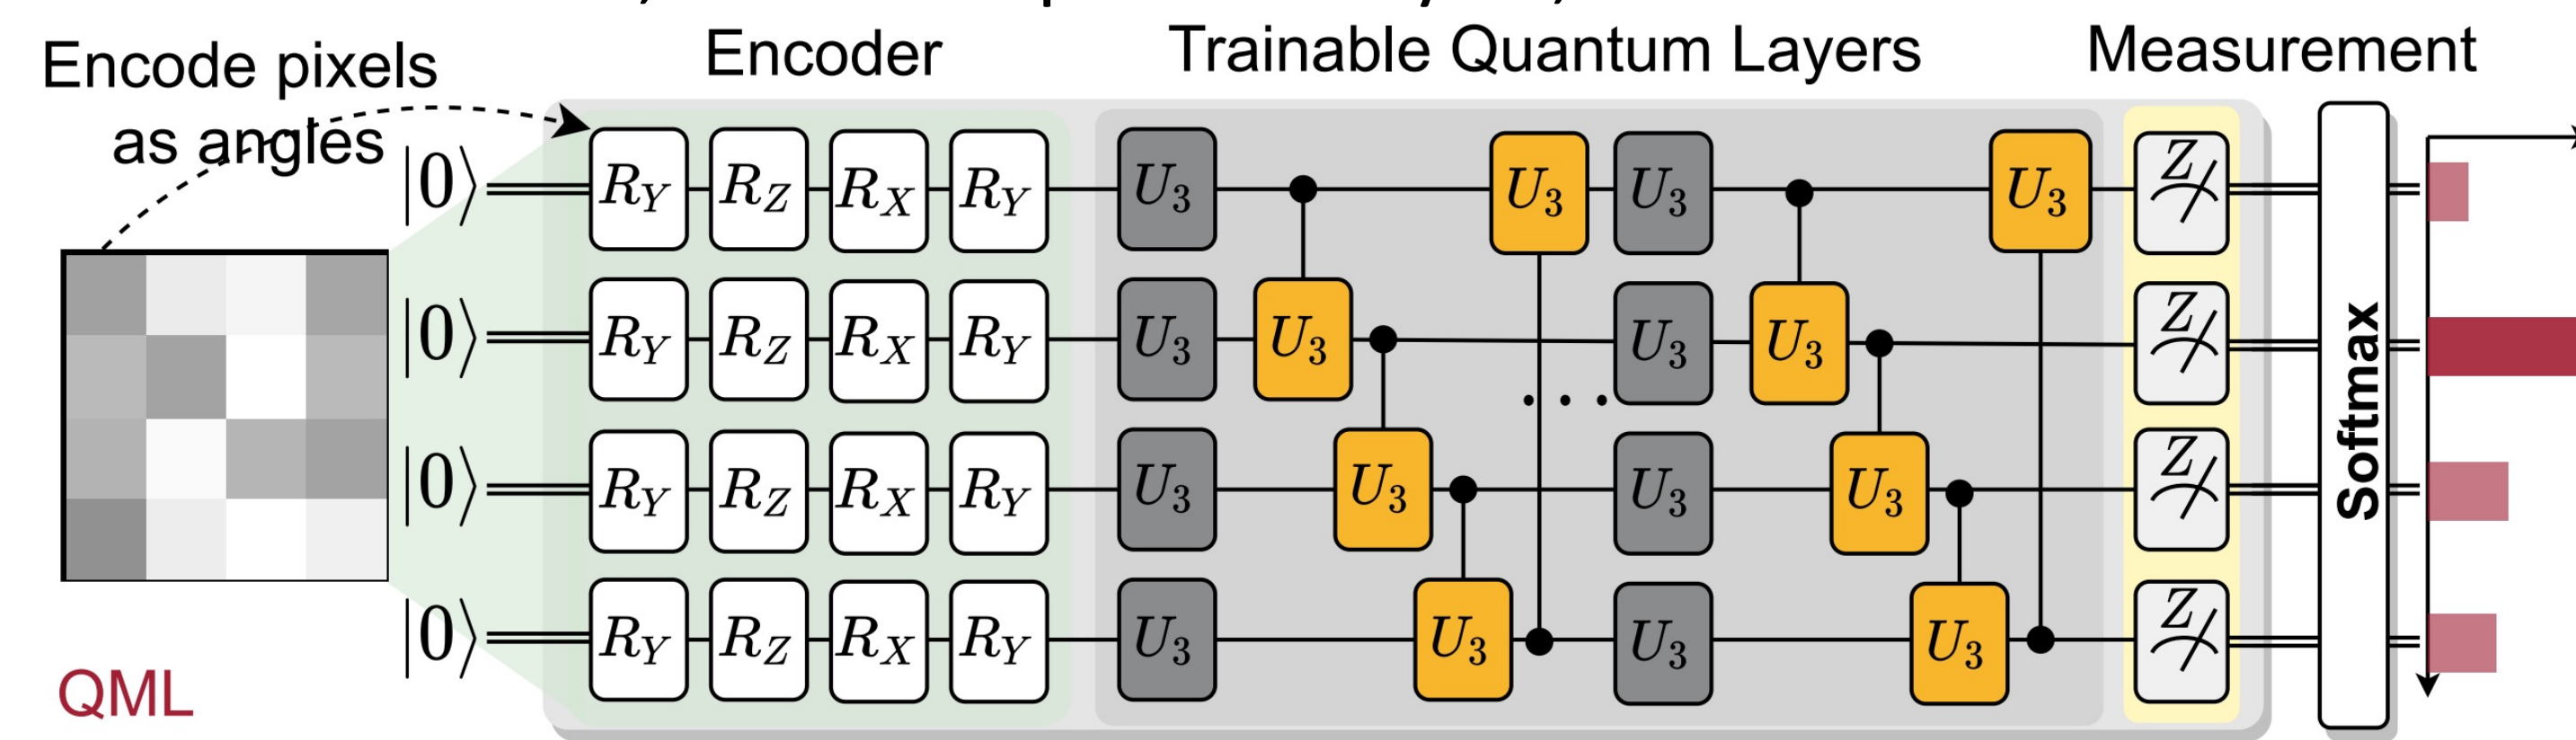 Encode pixels
as angles
Encoder
Trainable Quantum Layers
Measurement
|0⟩ R_Y R_Z R_X R_Y U_3 U_3 U_3 U_3 Z
|0⟩ R_Y R_Z R_X R_Y U_3 U_3 U_3 U_3 Z
. . .
|0⟩ R_Y R_Z R_X R_Y U_3 U_3 U_3 U_3 Z
|0⟩ R_Y R_Z R_X R_Y U_3 U_3 U_3 U_3 Z
Softmax
QML